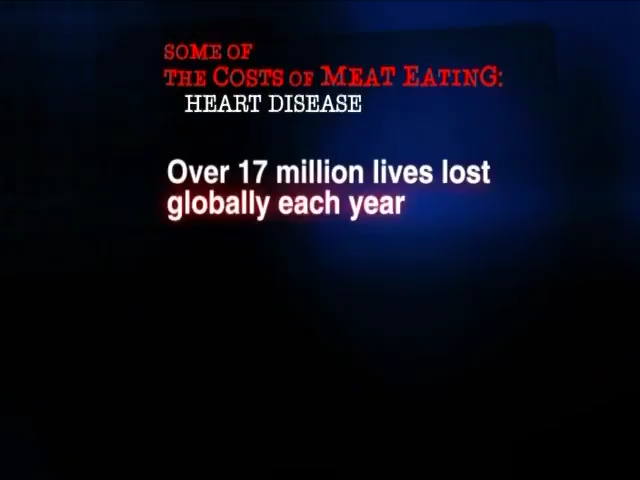 SOME OF
THE COSTS OF MEAT EATING:
HEART DISEASE
Over 17 million lives lost
globally each year